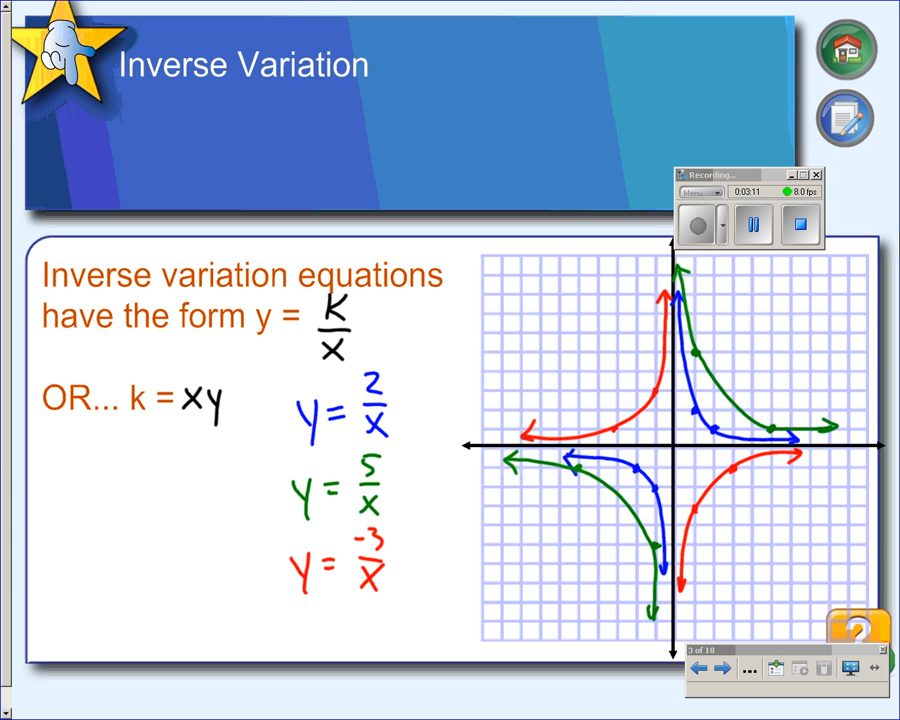 Inverse Variation
Recording...
Menu 0:03:11 8.0 fps
Inverse variation equations
have the form y = K/x
OR... k = xy
y = 2/x
y = 5/x
y = -3/x
?
3 of 18
...